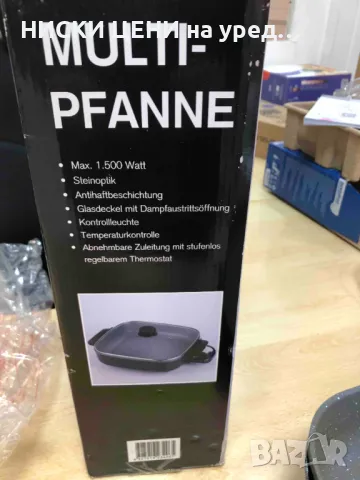 НИСКИ ЦЕНИ на уред...
MULTI-
PFANNE
• Max. 1.500 Watt
• Steinoptik
• Antihaftbeschichtung
• Glasdeckel mit Dampfaustrittsöffnung
• Kontrollleuchte
• Temperaturkontrolle
• Abnehmbare Zuleitung mit stufenlos
regelbarem Thermostat
bazar